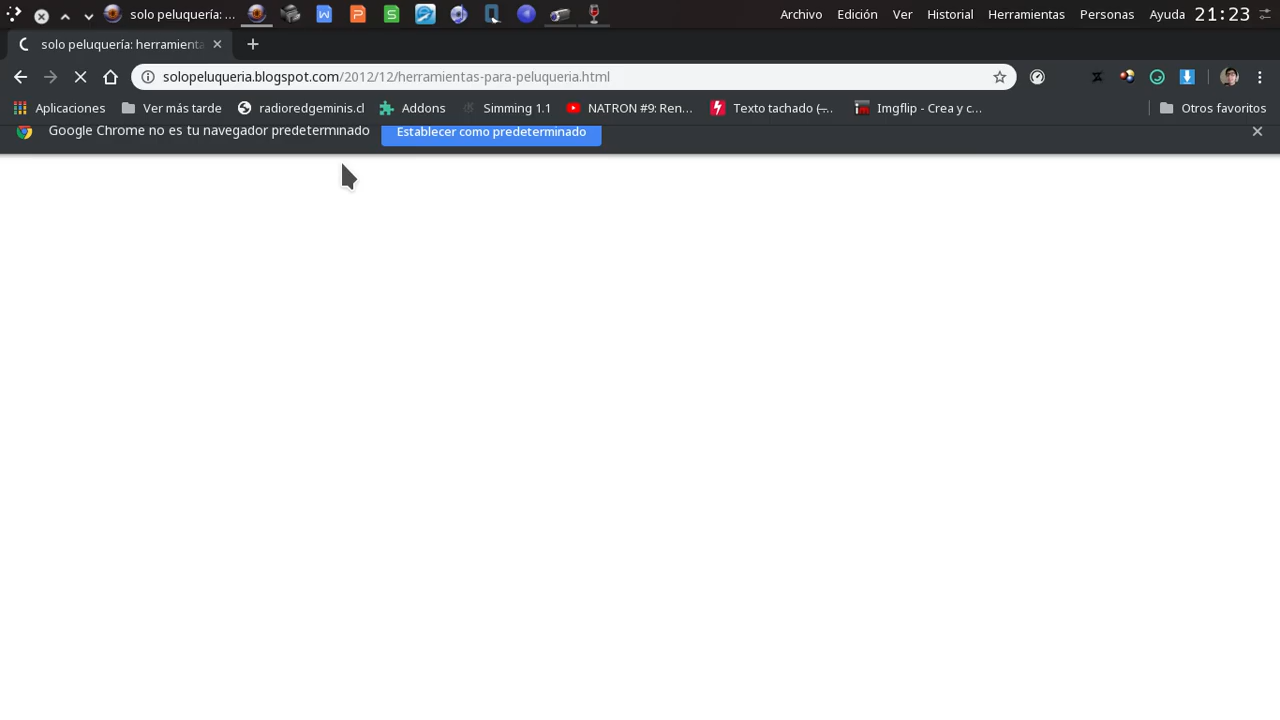 solo peluquería: ...
Archivo Edición Ver Historial Herramientas Personas Ayuda 21:23
solo peluquería: herramienta
solopeluqueria.blogspot.com/2012/12/herramientas-para-peluqueria.html
Aplicaciones Ver más tarde radioredgeminis.cl Addons Simming 1.1 NATRON #9: Ren... Texto tachado (̶... Imgflip - Crea y c... Otros favoritos
Google Chrome no es tu navegador predeterminado Establecer como predeterminado